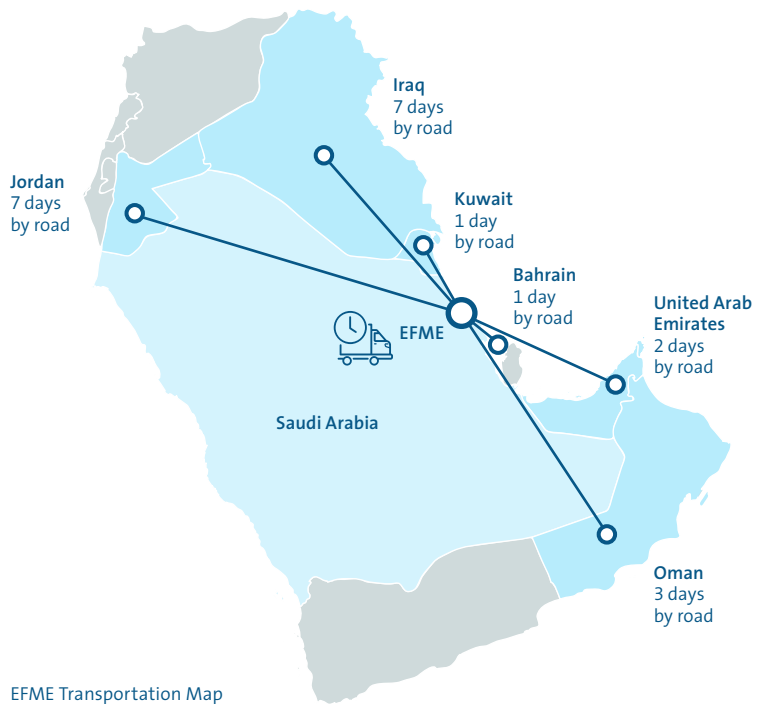 Iraq
7 days
by road
Jordan
7 days
by road
Kuwait
1 day
by road
Bahrain
1 day
by road
United Arab
Emirates
2 days
by road
EFME
Saudi Arabia
Oman
3 days
by road
EFME Transportation Map